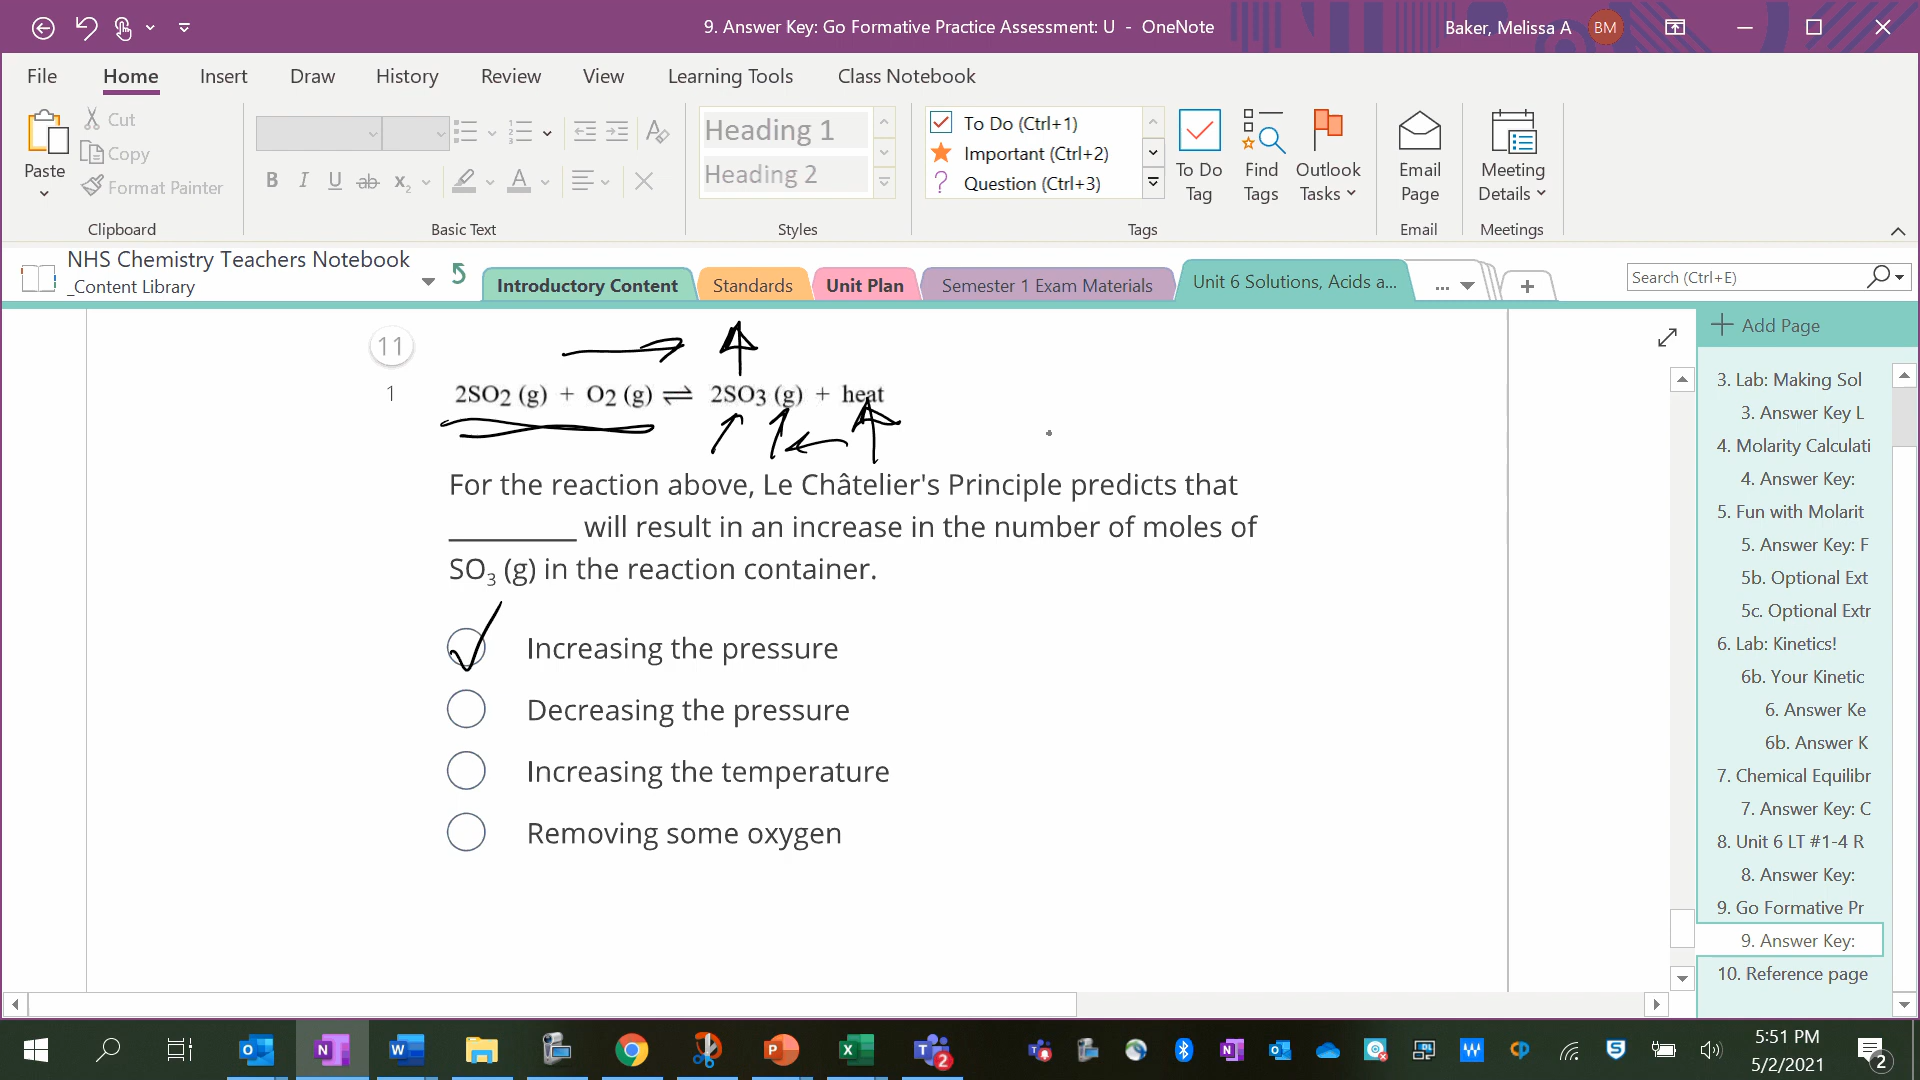 9. Answer Key: Go Formative Practice Assessment: U - OneNote
Baker, Melissa A
BM
File Home Insert Draw History Review View Learning Tools Class Notebook
Paste
Cut
Copy
Format Painter
Clipboard
B I U ab x₂ A
Basic Text
Heading 1
Heading 2
Styles
To Do (Ctrl+1)
Important (Ctrl+2)
? Question (Ctrl+3)
To Do
Tag
Find
Tags
Outlook
Tasks
Tags
Email
Page
Email
Meeting
Details
Meetings
NHS Chemistry Teachers Notebook
_Content Library
Introductory Content
Standards
Unit Plan
Semester 1 Exam Materials
Unit 6 Solutions, Acids a...
...
+
Search (Ctrl+E)
11
1
2SO₂ (g) + O₂ (g) ⇌ 2SO₃ (g) + heat
For the reaction above, Le Châtelier's Principle predicts that
_________ will result in an increase in the number of moles of
SO₃ (g) in the reaction container.
Increasing the pressure
Decreasing the pressure
Increasing the temperature
Removing some oxygen
Add Page
3. Lab: Making Sol
3. Answer Key L
4. Molarity Calculati
4. Answer Key:
5. Fun with Molarit
5. Answer Key: F
5b. Optional Ext
5c. Optional Extr
6. Lab: Kinetics!
6b. Your Kinetic
6. Answer Ke
6b. Answer K
7. Chemical Equilibr
7. Answer Key: C
8. Unit 6 LT #1-4 R
8. Answer Key:
9. Go Formative Pr
9. Answer Key:
10. Reference page
5:51 PM
5/2/2021
2
2